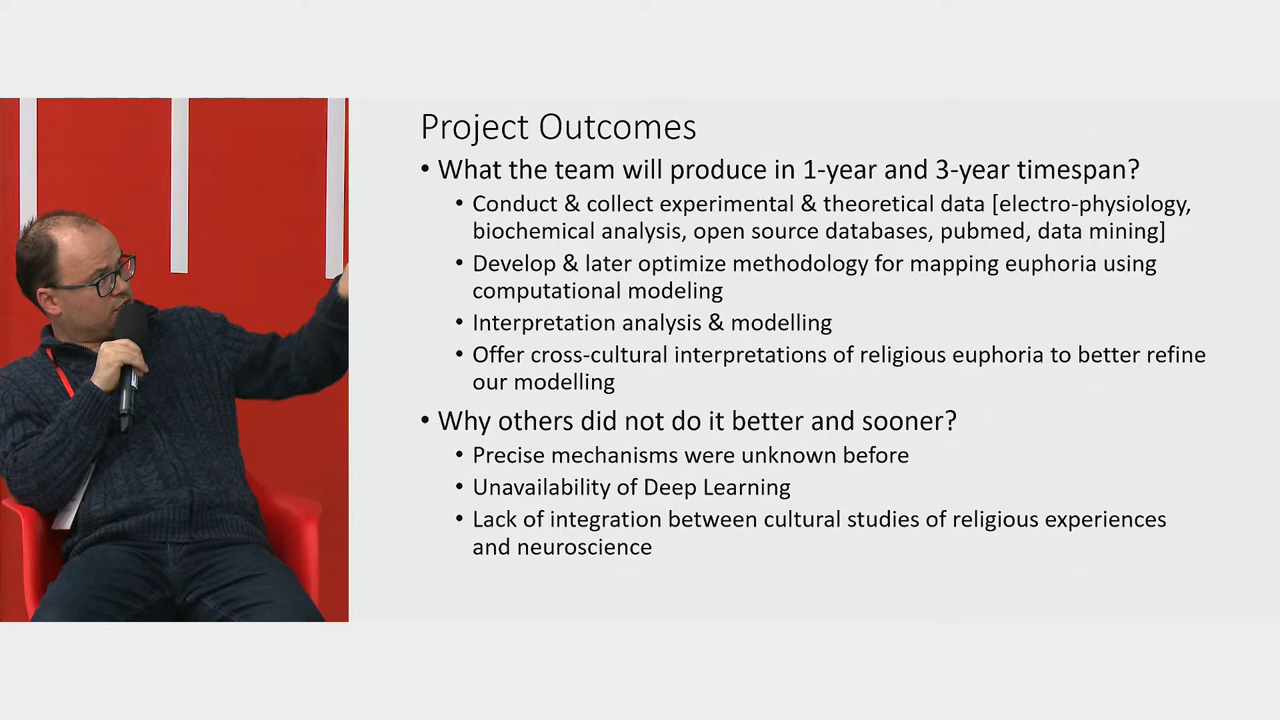 Project Outcomes
• What the team will produce in 1-year and 3-year timespan?
• Conduct & collect experimental & theoretical data [electro-physiology,
biochemical analysis, open source databases, pubmed, data mining]
• Develop & later optimize methodology for mapping euphoria using
computational modeling
• Interpretation analysis & modelling
• Offer cross-cultural interpretations of religious euphoria to better refine
our modelling
• Why others did not do it better and sooner?
• Precise mechanisms were unknown before
• Unavailability of Deep Learning
• Lack of integration between cultural studies of religious experiences
and neuroscience